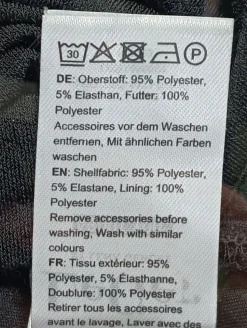 30
P
DE: Oberstoff: 95% Polyester,
5% Elasthan, Futter: 100%
Polyester
Accessoires vor dem Waschen
entfernen, Mit ähnlichen Farben
waschen
EN: Shellfabric: 95% Polyester,
5% Elastane, Lining: 100%
Polyester
Remove accessories before
washing, Wash with similar
colours
FR: Tissu extérieur: 95%
Polyester, 5% Élasthanne,
Doublure: 100% Polyester
Retirer tous les accessoires
avant le lavage, Laver avec des